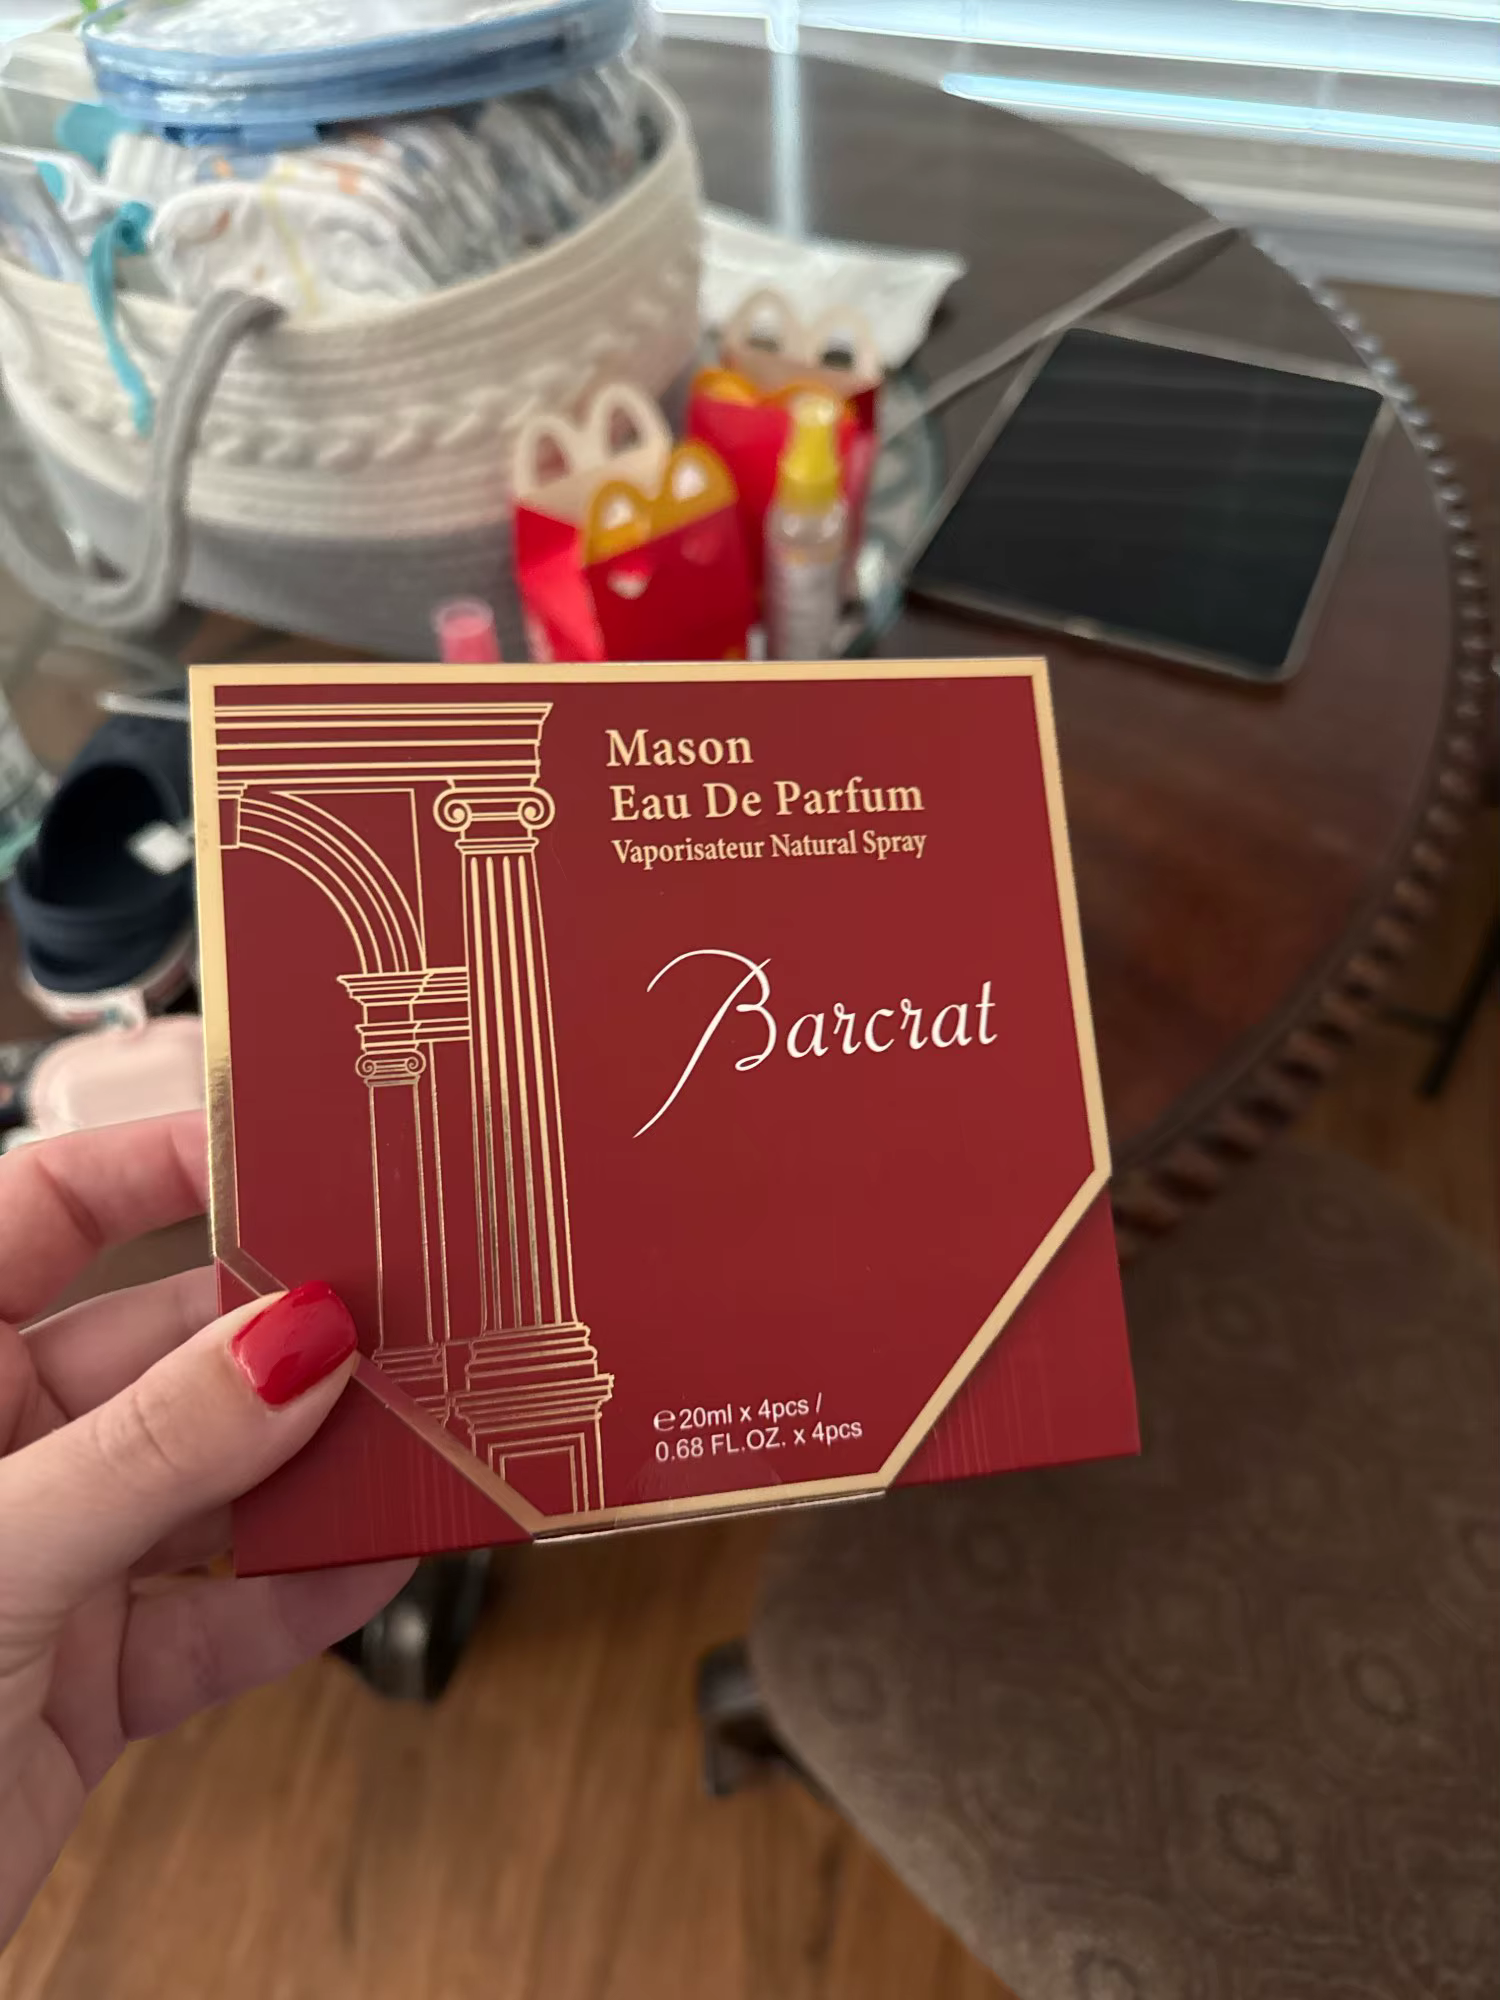 Mason
Eau De Parfum
Vaporisateur Natural Spray
Barcrat
℮20ml x 4pcs /
0.68 FL.OZ. x 4pcs